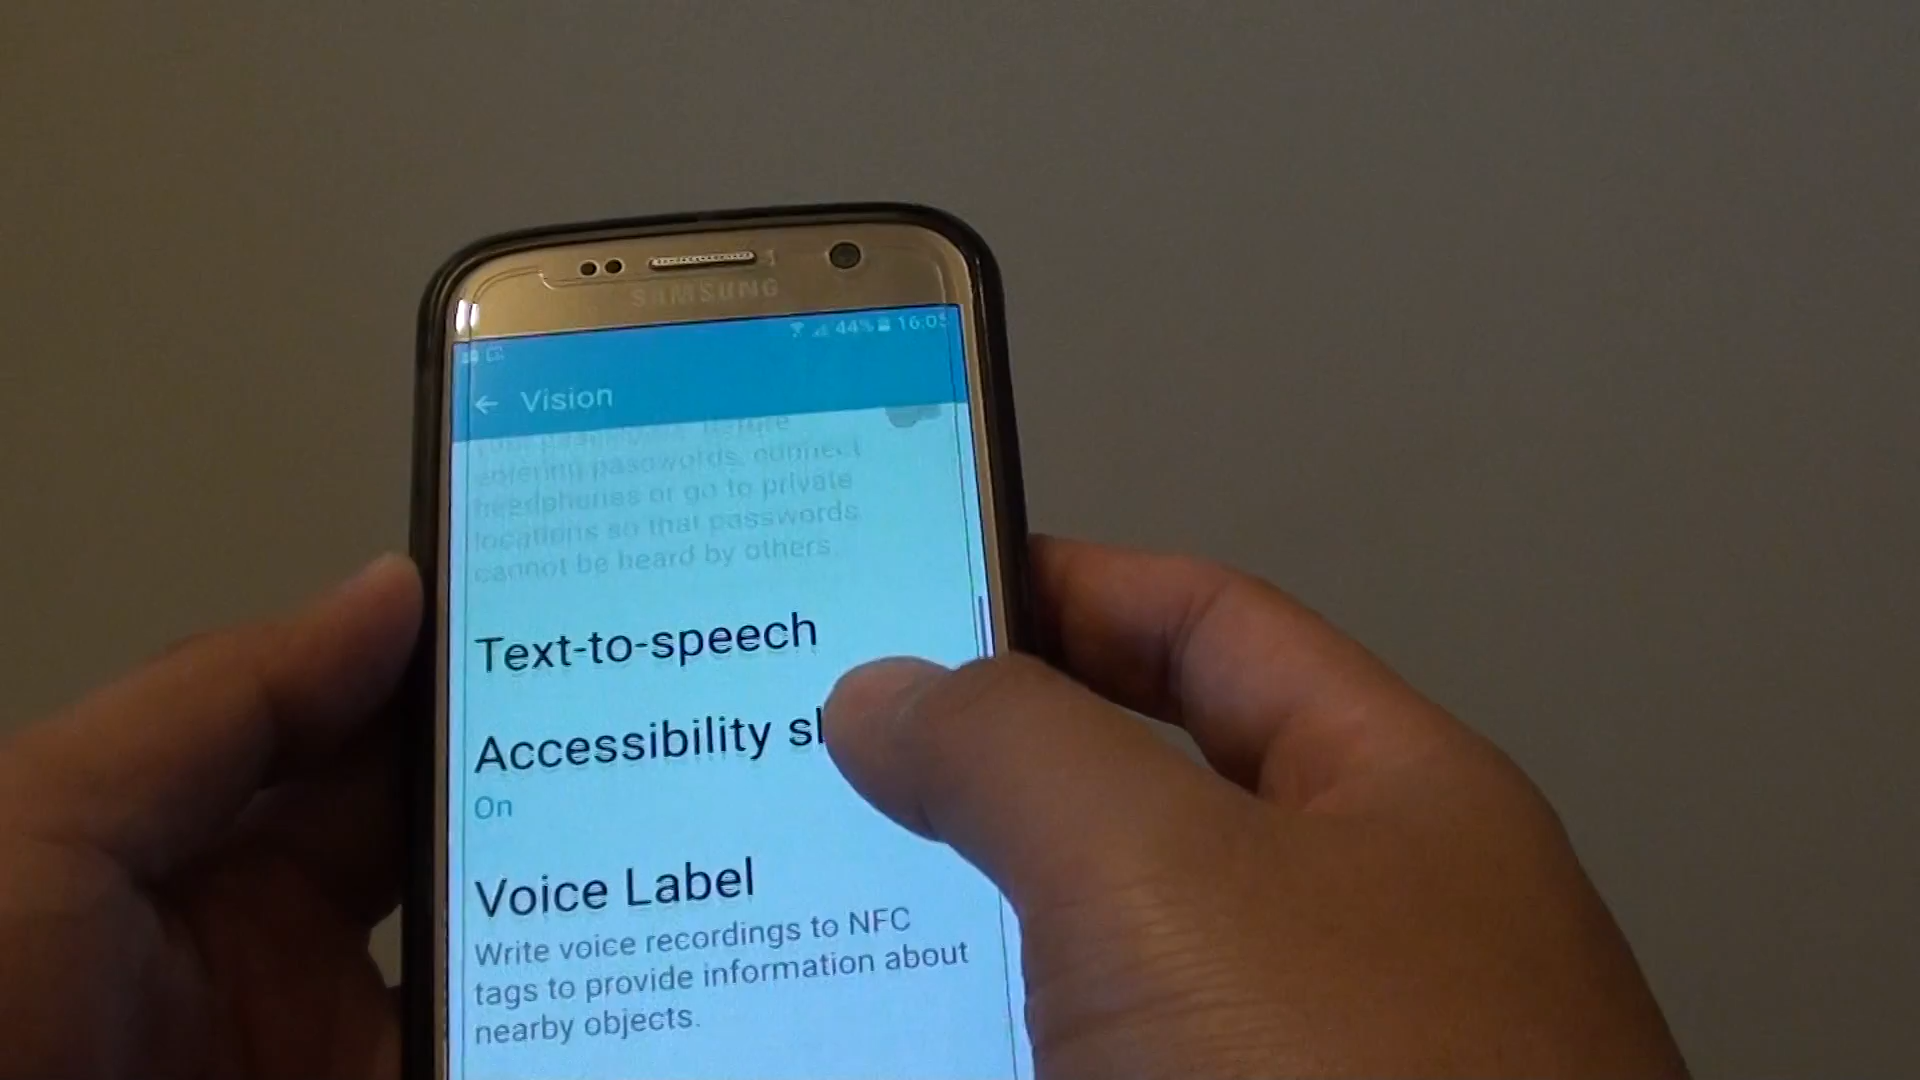 SAMSUNG
44% 16:05
Vision
entering passwords, connect
headphones or go to private
locations so that passwords
cannot be heard by others.
Text-to-speech
Accessibility
On
Voice Label
Write voice recordings to NFC
tags to provide information about
nearby objects.